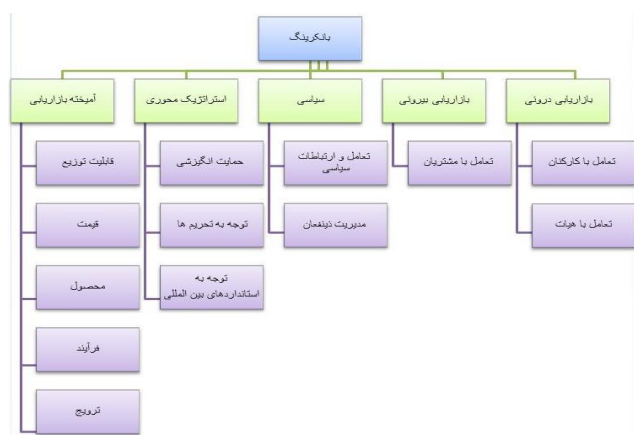 بانکرینگ
بازاریابی درونی
تعامل با کارکنان
تعامل با هیات
بازاریابی بیرونی
تعامل با مشتریان
سیاسی
تعامل و ارتباطات
سیاسی
مدیریت ذینفعان
استراتژیک محوری
حمایت انگیزشی
توجه به تحریم ها
توجه به
استانداردهای بین المللی
آمیخته بازاریابی
قابلیت توزیع
قیمت
محصول
فرآیند
ترویج